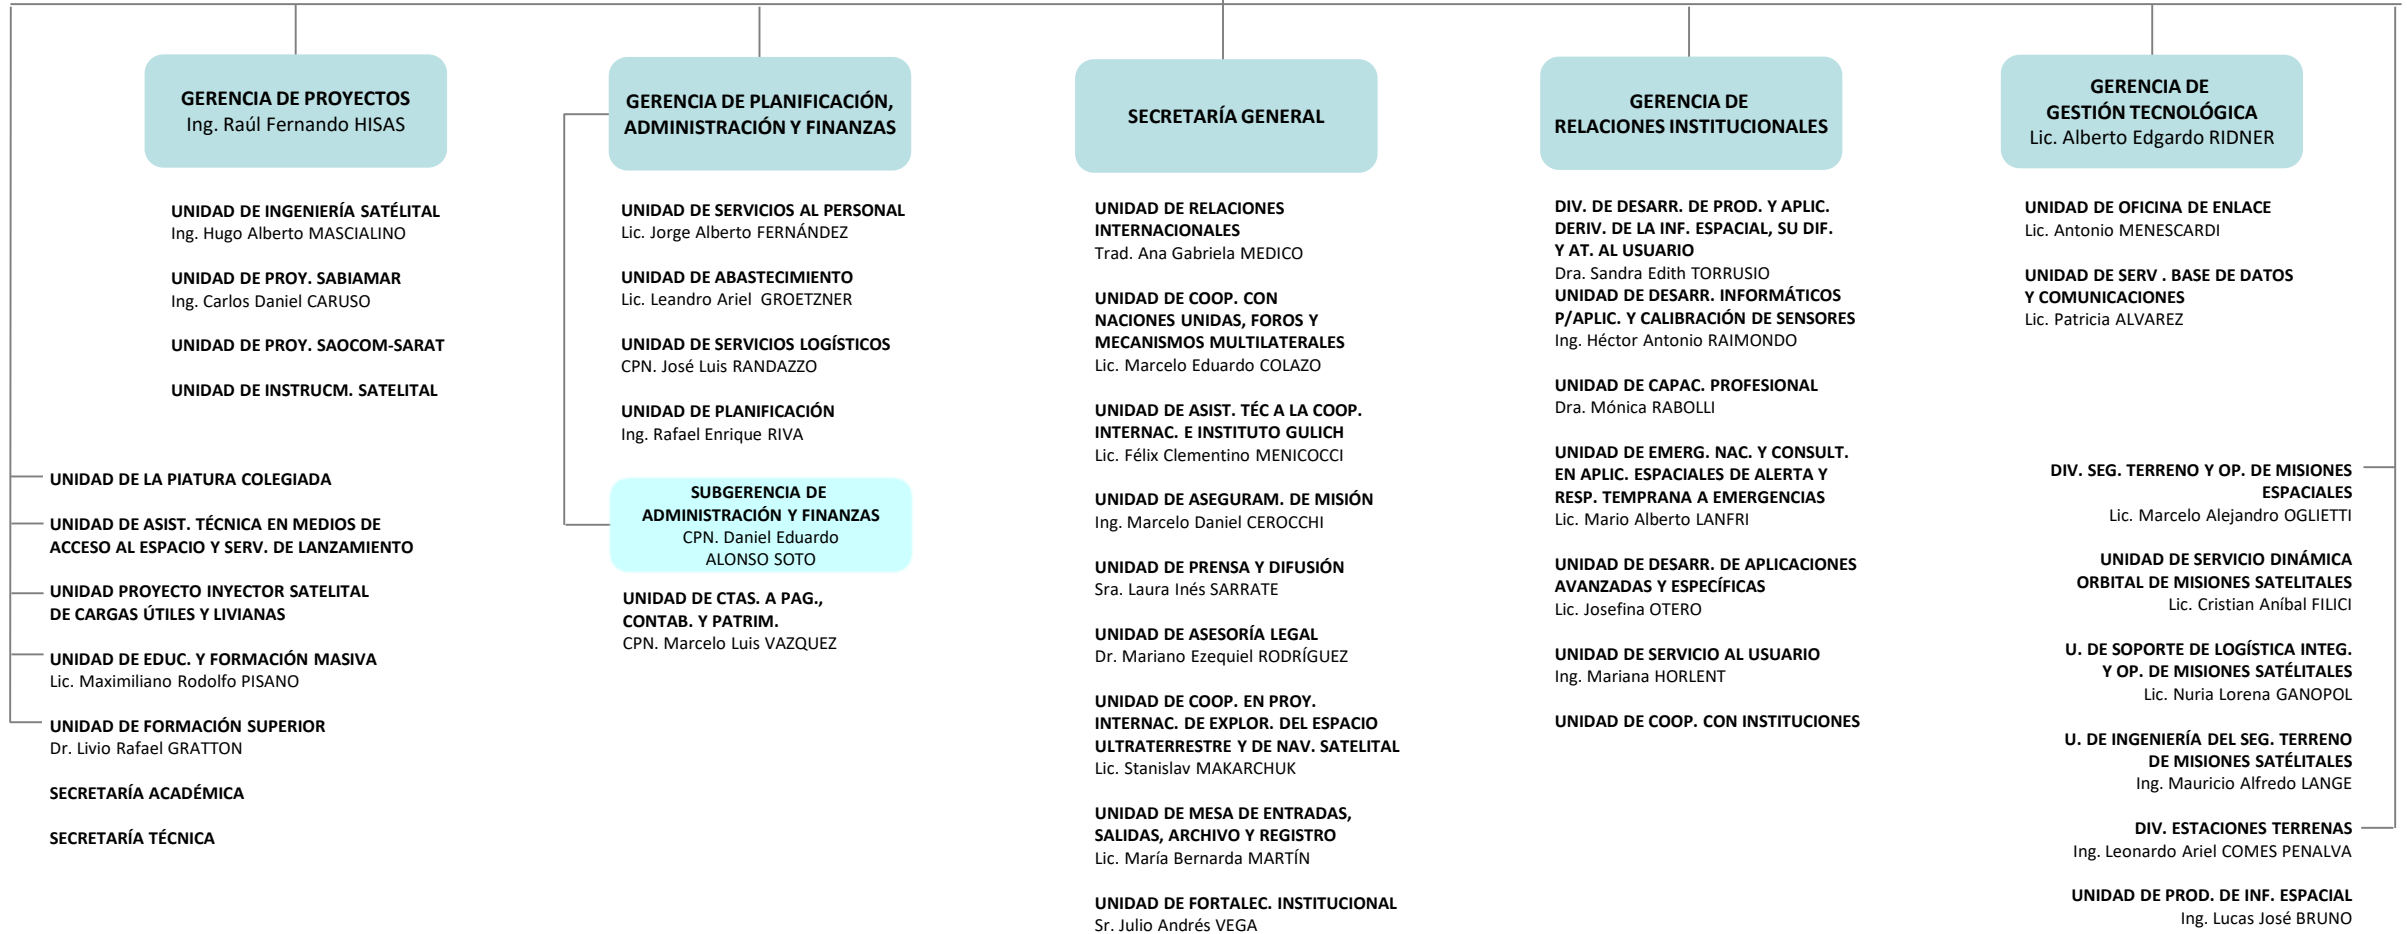 GERENCIA DE PROYECTOS
Ing. Raúl Fernando HISAS
UNIDAD DE INGENIERÍA SATÉLITAL
Ing. Hugo Alberto MASCIALINO
UNIDAD DE PROY. SABIAMAR
Ing. Carlos Daniel CARUSO
UNIDAD DE PROY. SAOCOM-SARAT
UNIDAD DE INSTRUCM. SATELITAL
UNIDAD DE LA PIATURA COLEGIADA
UNIDAD DE ASIST. TÉCNICA EN MEDIOS DE
ACCESO AL ESPACIO Y SERV. DE LANZAMIENTO
UNIDAD PROYECTO INYECTOR SATELITAL
DE CARGAS ÚTILES Y LIVIANAS
UNIDAD DE EDUC. Y FORMACIÓN MASIVA
Lic. Maximiliano Rodolfo PISANO
UNIDAD DE FORMACIÓN SUPERIOR
Dr. Livio Rafael GRATTON
SECRETARÍA ACADÉMICA
SECRETARÍA TÉCNICA
GERENCIA DE PLANIFICACIÓN,
ADMINISTRACIÓN Y FINANZAS
UNIDAD DE SERVICIOS AL PERSONAL
Lic. Jorge Alberto FERNÁNDEZ
UNIDAD DE ABASTECIMIENTO
Lic. Leandro Ariel GROETZNER
UNIDAD DE SERVICIOS LOGÍSTICOS
CPN. José Luis RANDAZZO
UNIDAD DE PLANIFICACIÓN
Ing. Rafael Enrique RIVA
SUBGERENCIA DE
ADMINISTRACIÓN Y FINANZAS
CPN. Daniel Eduardo
ALONSO SOTO
UNIDAD DE CTAS. A PAG.,
CONTAB. Y PATRIM.
CPN. Marcelo Luis VAZQUEZ
SECRETARÍA GENERAL
UNIDAD DE RELACIONES
INTERNACIONALES
Trad. Ana Gabriela MEDICO
UNIDAD DE COOP. CON
NACIONES UNIDAS, FOROS Y
MECANISMOS MULTILATERALES
Lic. Marcelo Eduardo COLAZO
UNIDAD DE ASIST. TÉC A LA COOP.
INTERNAC. E INSTITUTO GULICH
Lic. Félix Clementino MENICOCCI
UNIDAD DE ASEGURAM. DE MISIÓN
Ing. Marcelo Daniel CEROCCHI
UNIDAD DE PRENSA Y DIFUSIÓN
Sra. Laura Inés SARRATE
UNIDAD DE ASESORÍA LEGAL
Dr. Mariano Ezequiel RODRÍGUEZ
UNIDAD DE COOP. EN PROY.
INTERNAC. DE EXPLOR. DEL ESPACIO
ULTRATERRESTRE Y DE NAV. SATELITAL
Lic. Stanislav MAKARCHUK
UNIDAD DE MESA DE ENTRADAS,
SALIDAS, ARCHIVO Y REGISTRO
Lic. María Bernarda MARTÍN
UNIDAD DE FORTALEC. INSTITUCIONAL
Sr. Julio Andrés VEGA
GERENCIA DE
RELACIONES INSTITUCIONALES
DIV. DE DESARR. DE PROD. Y APLIC.
DERIV. DE LA INF. ESPACIAL, SU DIF.
Y AT. AL USUARIO
Dra. Sandra Edith TORRUSIO
UNIDAD DE DESARR. INFORMÁTICOS
P/APLIC. Y CALIBRACIÓN DE SENSORES
Ing. Héctor Antonio RAIMONDO
UNIDAD DE CAPAC. PROFESIONAL
Dra. Mónica RABOLLI
UNIDAD DE EMERG. NAC. Y CONSULT.
EN APLIC. ESPACIALES DE ALERTA Y
RESP. TEMPRANA A EMERGENCIAS
Lic. Mario Alberto LANFRI
UNIDAD DE DESARR. DE APLICACIONES
AVANZADAS Y ESPECÍFICAS
Lic. Josefina OTERO
UNIDAD DE SERVICIO AL USUARIO
Ing. Mariana HORLENT
UNIDAD DE COOP. CON INSTITUCIONES
GERENCIA DE
GESTIÓN TECNOLÓGICA
Lic. Alberto Edgardo RIDNER
UNIDAD DE OFICINA DE ENLACE
Lic. Antonio MENESCARDI
UNIDAD DE SERV . BASE DE DATOS
Y COMUNICACIONES
Lic. Patricia ALVAREZ
DIV. SEG. TERRENO Y OP. DE MISIONES
ESPACIALES
Lic. Marcelo Alejandro OGLIETTI
UNIDAD DE SERVICIO DINÁMICA
ORBITAL DE MISIONES SATELITALES
Lic. Cristian Aníbal FILICI
U. DE SOPORTE DE LOGÍSTICA INTEG.
Y OP. DE MISIONES SATÉLITALES
Lic. Nuria Lorena GANOPOL
U. DE INGENIERÍA DEL SEG. TERRENO
DE MISIONES SATÉLITALES
Ing. Mauricio Alfredo LANGE
DIV. ESTACIONES TERRENAS
Ing. Leonardo Ariel COMES PENALVA
UNIDAD DE PROD. DE INF. ESPACIAL
Ing. Lucas José BRUNO